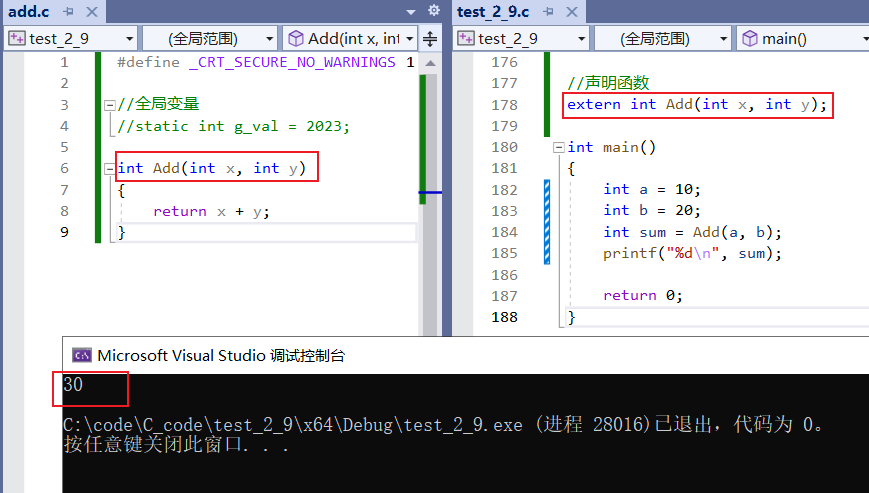 add.c
test_2_9
(全局范围)
Add(int x, int
1 #define _CRT_SECURE_NO_WARNINGS 1
2
3 //全局变量
4 //static int g_val = 2023;
5
6 int Add(int x, int y)
7 {
8 return x + y;
9 }
test_2_9.c
test_2_9
(全局范围)
main()
176
177 //声明函数
178 extern int Add(int x, int y);
179
180 int main()
181 {
182 int a = 10;
183 int b = 20;
184 int sum = Add(a, b);
185 printf("%d\n", sum);
186
187 return 0;
188 }
Microsoft Visual Studio 调试控制台
30
C:\code\C_code\test_2_9\x64\Debug\test_2_9.exe (进程 28016)已退出，代码为 0。
按任意键关闭此窗口. . .